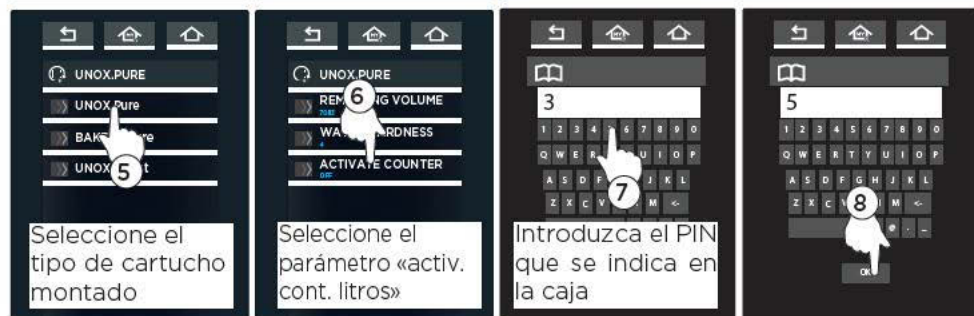 UNOX.PURE
UNOX.Pure
5
Seleccione el
tipo de cartucho
montado
UNOX.PURE
6
ACTIVATE COUNTER
OFF
Seleccione el
parámetro «activ.
cont. litros»
3
1 2 3 4 5 6 7 8 9 0
Q W E R U I O P
A S D F J K L
Z X C V M <-
7
Introduzca el PIN
que se indica en
la caja
5
1 2 3 4 5 6 7 8 9 0
Q W E R T Y U I O P
A S D F G H J K L
Z X C V M <-
8
@ . _
OK